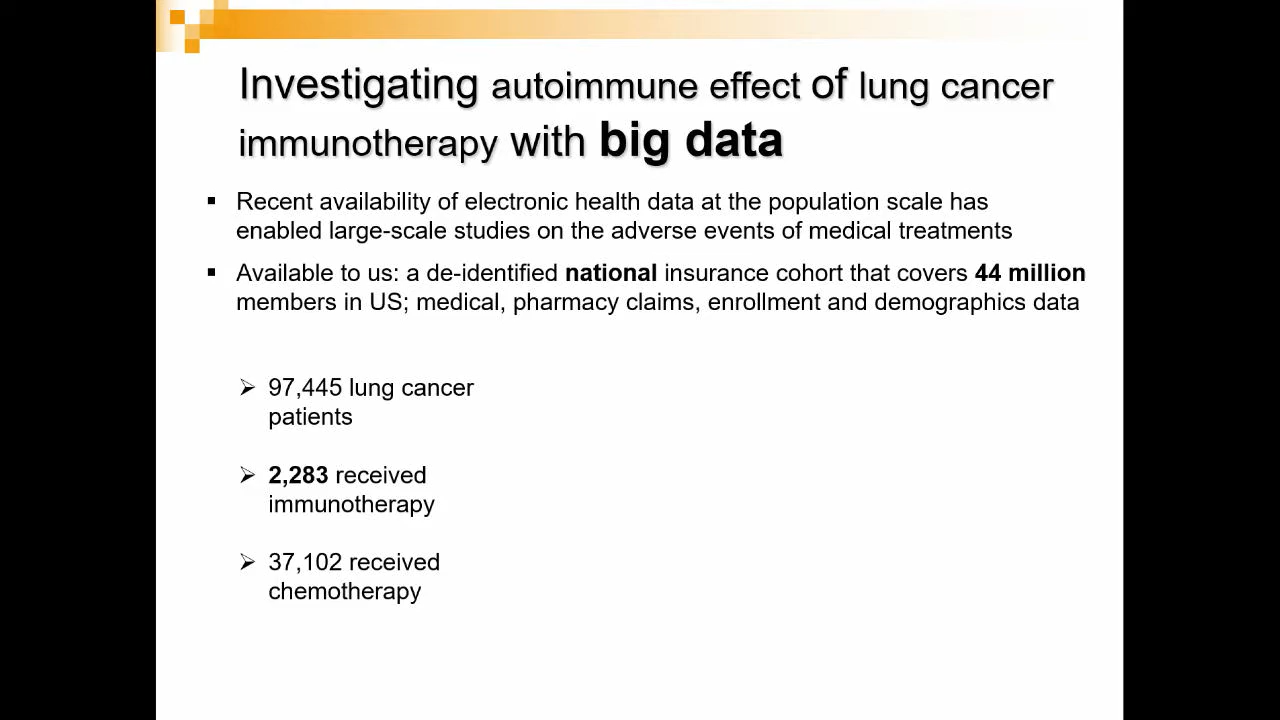 Investigating autoimmune effect of lung cancer
immunotherapy with big data
▪ Recent availability of electronic health data at the population scale has
enabled large-scale studies on the adverse events of medical treatments
▪ Available to us: a de-identified national insurance cohort that covers 44 million
members in US; medical, pharmacy claims, enrollment and demographics data
➢ 97,445 lung cancer
patients
➢ 2,283 received
immunotherapy
➢ 37,102 received
chemotherapy